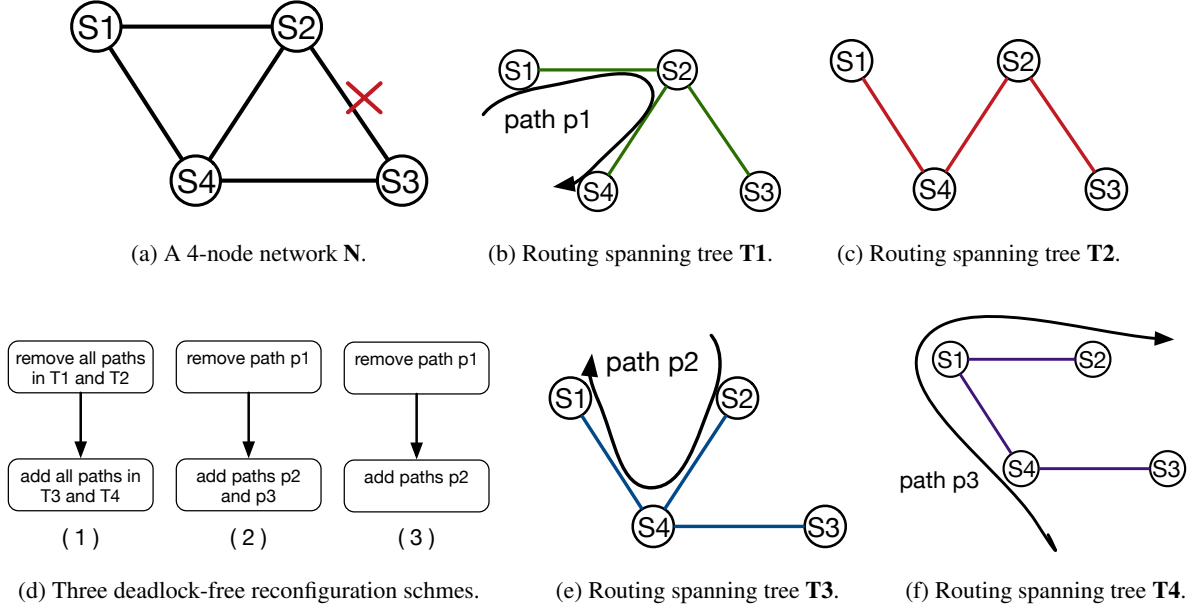 S1
S2
S4
S3
(a) A 4-node network N.
S1
S2
path p1
S4
S3
(b) Routing spanning tree T1.
S1
S2
S4
S3
(c) Routing spanning tree T2.
remove all paths
in T1 and T2
add all paths in
T3 and T4
( 1 )
remove path p1
add paths p2
and p3
( 2 )
remove path p1
add paths p2
( 3 )
(d) Three deadlock-free reconfiguration schmes.
path p2
S1
S2
S4
S3
(e) Routing spanning tree T3.
S1
S2
S4
S3
path p3
(f) Routing spanning tree T4.